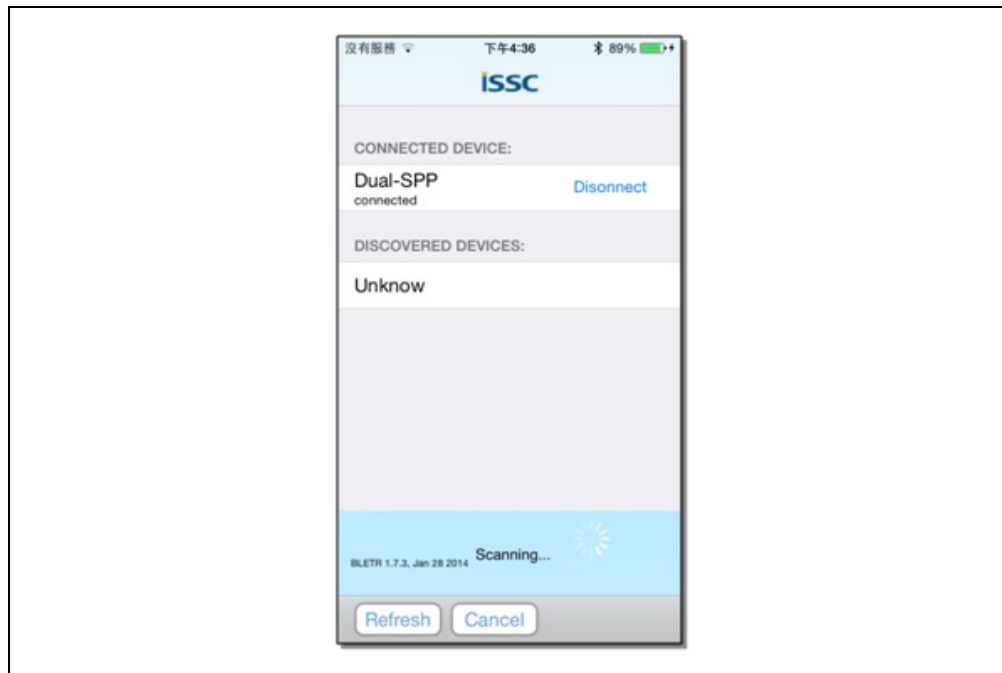 沒有服務 下午4:36 89%
issc
CONNECTED DEVICE:
Dual-SPP Disonnect
connected
DISCOVERED DEVICES:
Unknow
BLETR 1.7.3, Jan 28 2014 Scanning...
Refresh Cancel